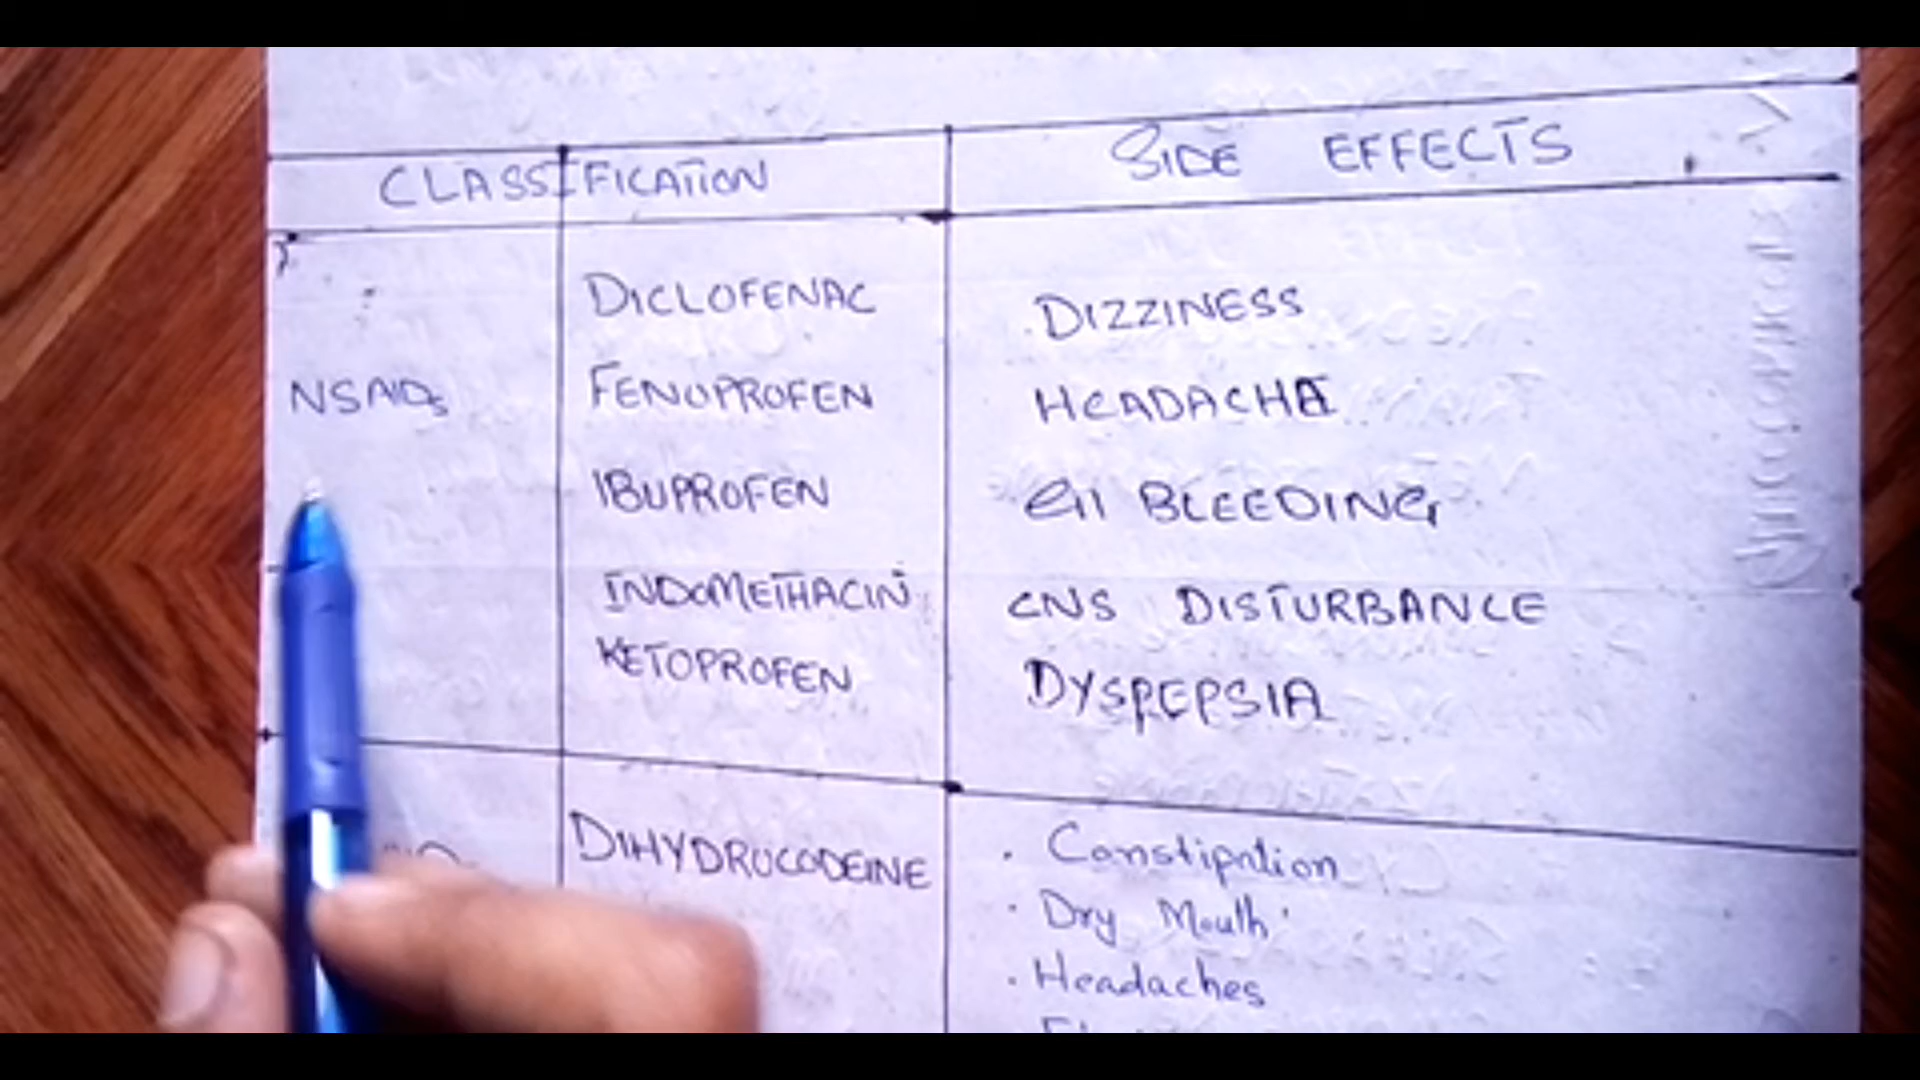 CLASSIFICATION SIDE EFFECTS
NSAIDs
DICLOFENAC
FENOPROFEN
IBUPROFEN
INDOMETHACIN
KETOPROFEN
DIZZINESS
HEADACHE
GI BLEEDING
CNS DISTURBANCE
DYSPEPSIA
DIHYDROCODEINE
. Constipation
. Dry Mouth
. Headaches